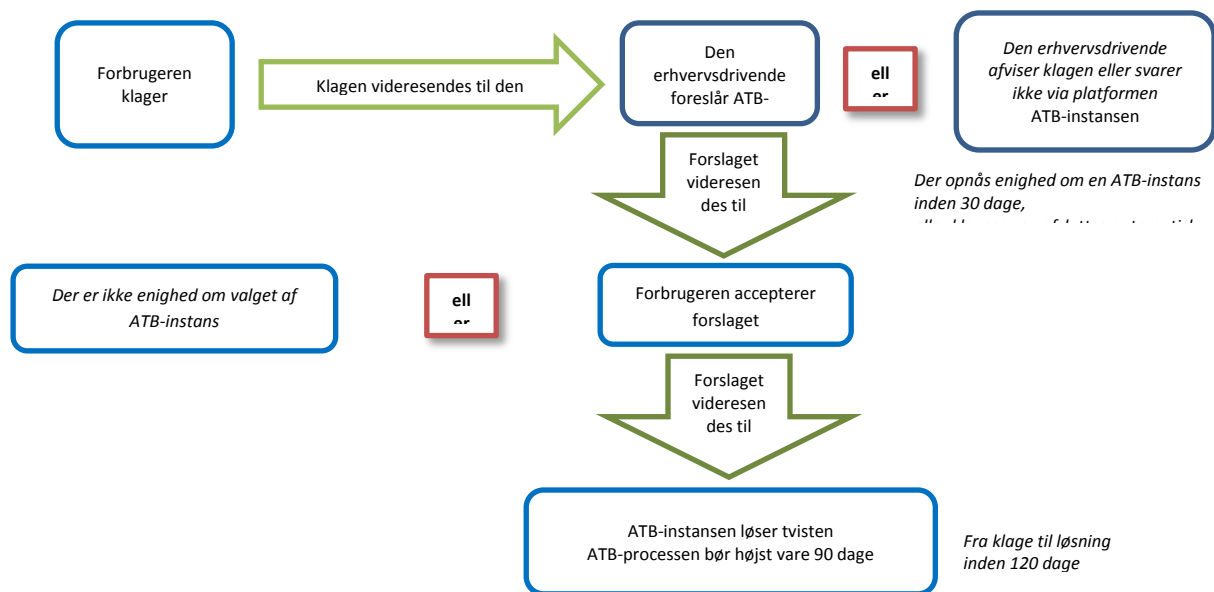 Forbrugeren
klager
Klagen videresendes til den
Den
erhvervsdrivende
foreslår ATB-
ell
er
Den erhvervsdrivende
afviser klagen eller svarer
ikke via platformen
ATB-instansen
Forslaget
videresen
des til
Der opnås enighed om en ATB-instans
inden 30 dage,
Der er ikke enighed om valget af
ATB-instans
ell
er
Forbrugeren accepterer
forslaget
Forslaget
videresen
des til
ATB-instansen løser tvisten
ATB-processen bør højst vare 90 dage
Fra klage til løsning
inden 120 dage